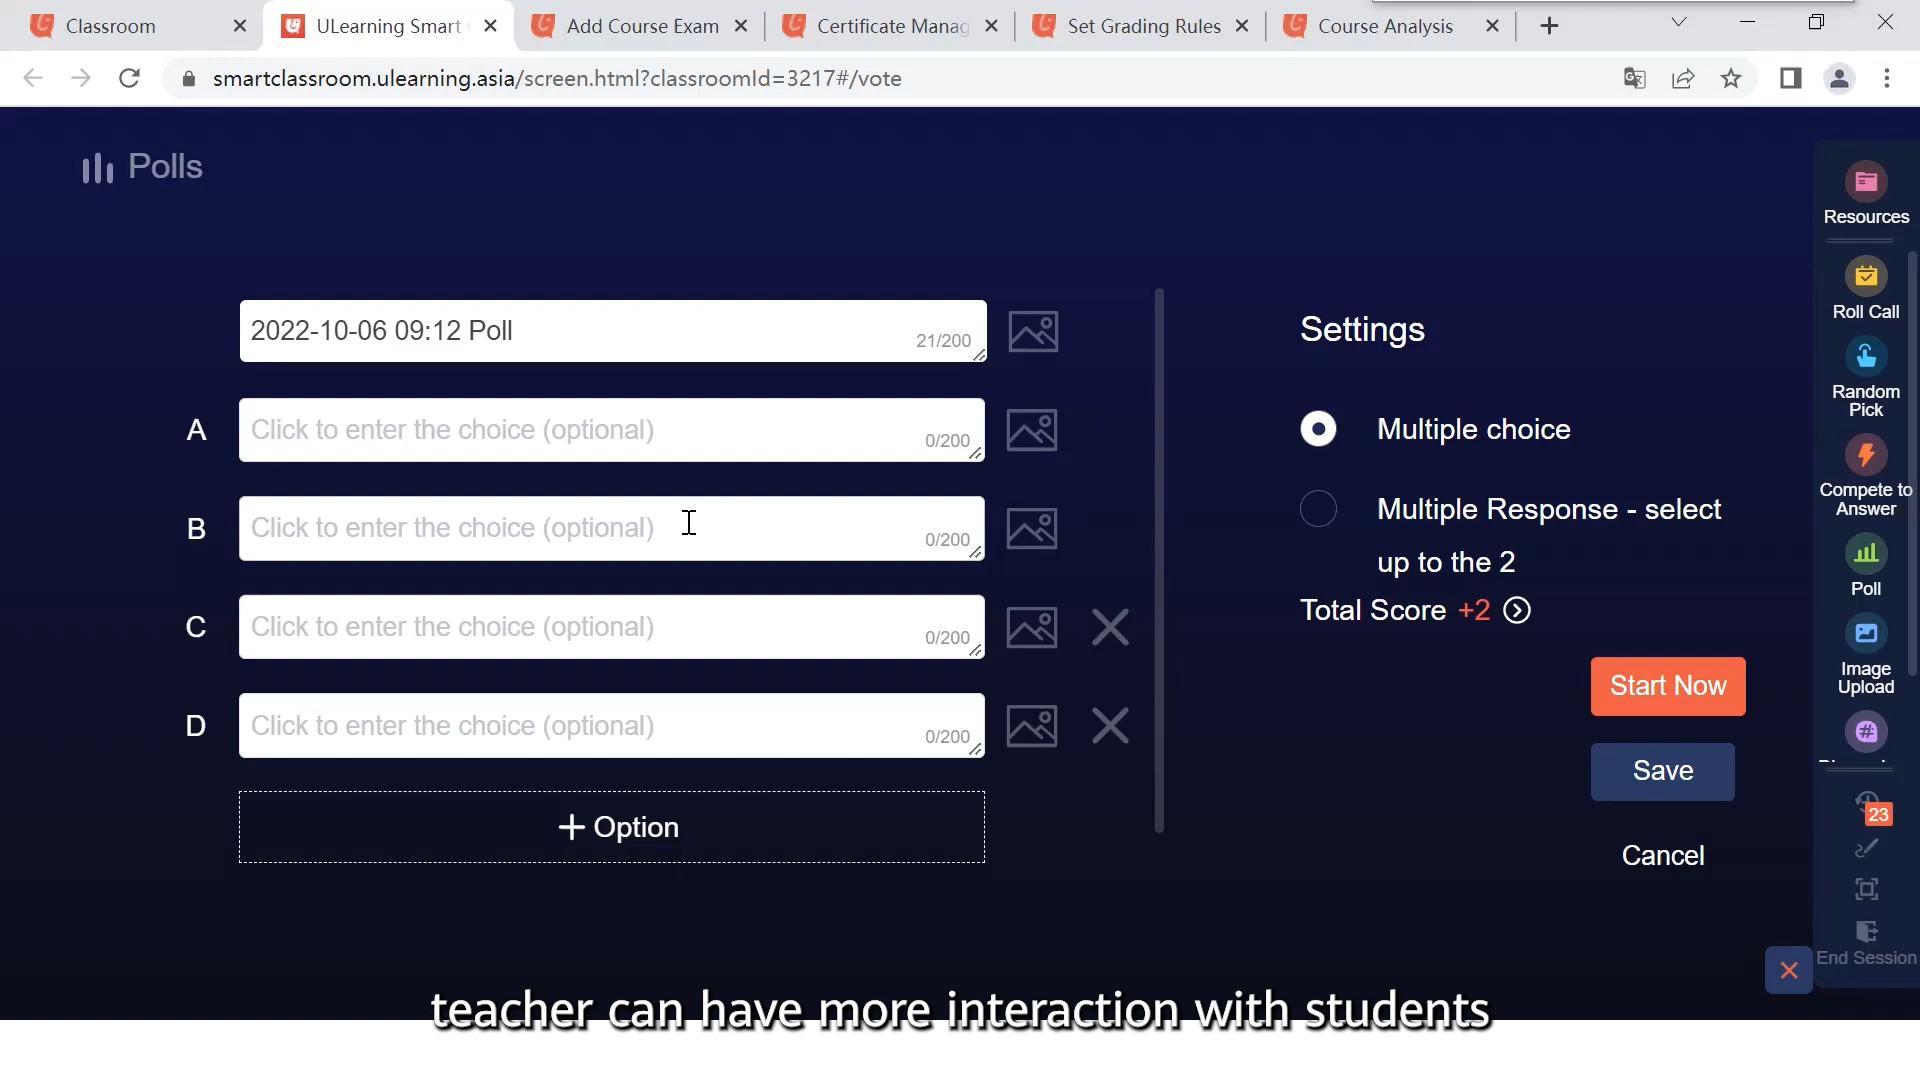 Classroom
ULearning Smart
Add Course Exam
Certificate Manag
Set Grading Rules
Course Analysis
smartclassroom.ulearning.asia/screen.html?classroomId=3217#/vote
Polls
2022-10-06 09:12 Poll
21/200
A
Click to enter the choice (optional)
0/200
B
Click to enter the choice (optional)
0/200
C
Click to enter the choice (optional)
0/200
D
Click to enter the choice (optional)
0/200
+ Option
Settings
Multiple choice
Multiple Response - select
up to the 2
Total Score +2
Start Now
Save
Cancel
Resources
Roll Call
Random
Pick
Compete to
Answer
Poll
Image
Upload
23
End Session
teacher can have more interaction with students